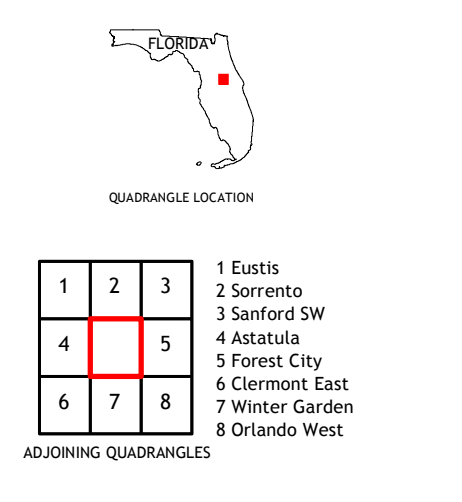 FLORIDA
QUADRANGLE LOCATION
1 2 3
4 5
6 7 8
1 Eustis
2 Sorrento
3 Sanford SW
4 Astatula
5 Forest City
6 Clermont East
7 Winter Garden
8 Orlando West
ADJOINING QUADRANGLES